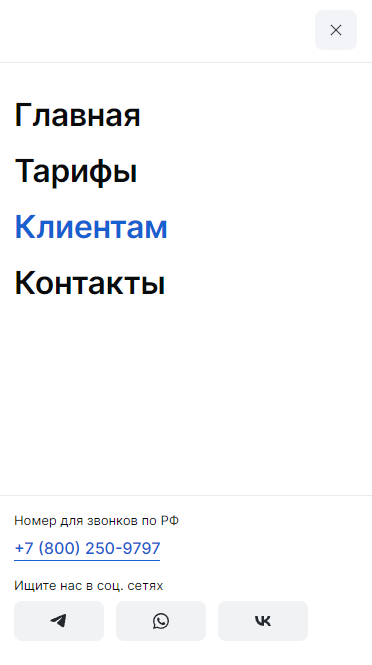 Главная
Тарифы
Клиентам
Контакты
Номер для звонков по РФ
+7 (800) 250-9797
Ищите нас в соц. сетях